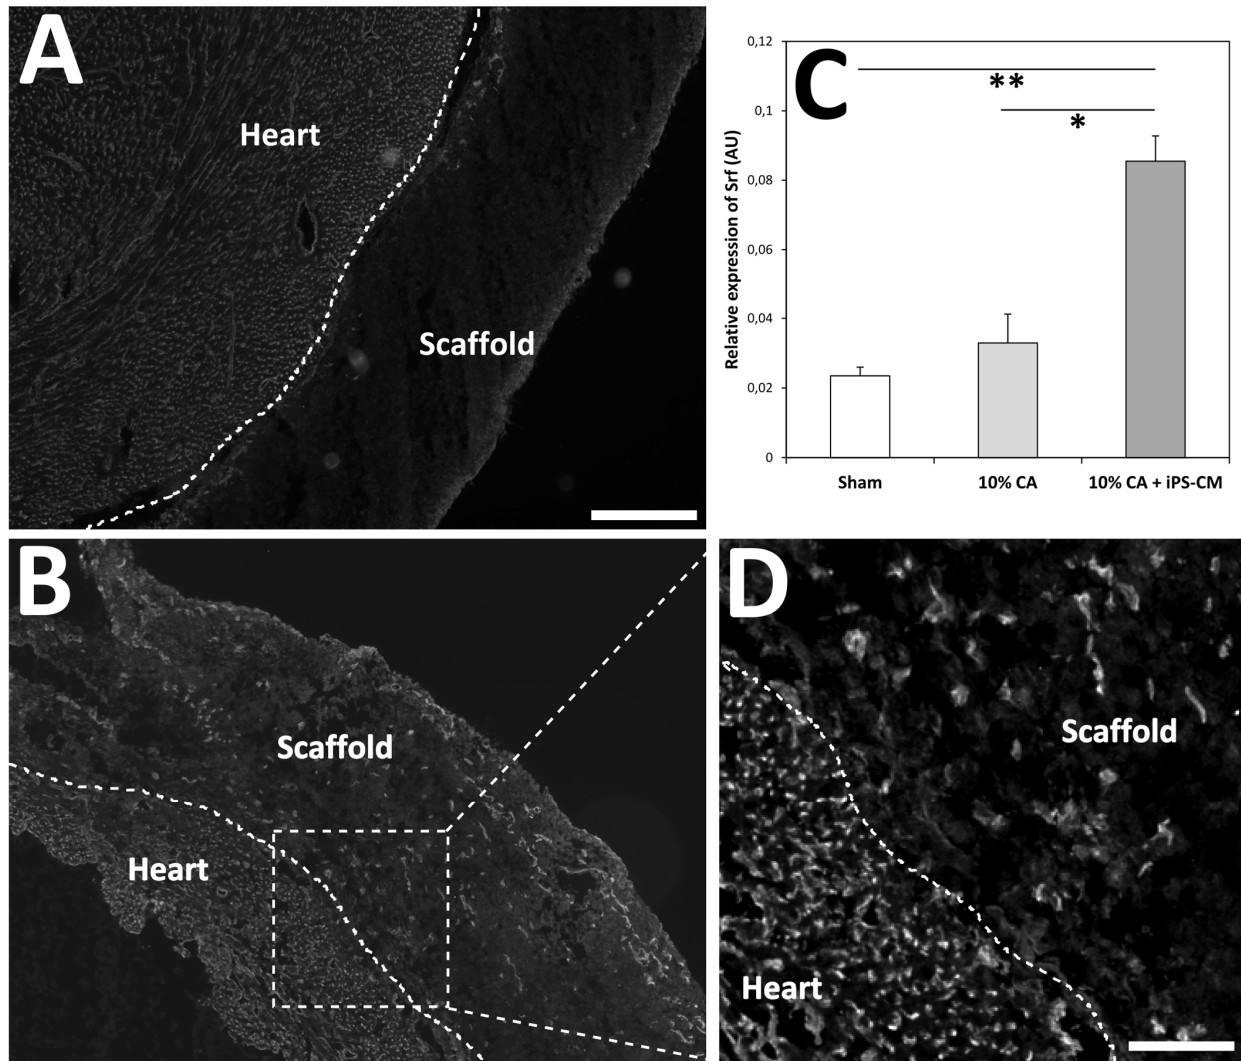 A
Heart
Scaffold
C
**
*
Relative expression of Srf (AU)
0,12
0,1
0,08
0,06
0,04
0,02
0
Sham
10% CA
10% CA + iPS-CM
B
Scaffold
Heart
D
Scaffold
Heart